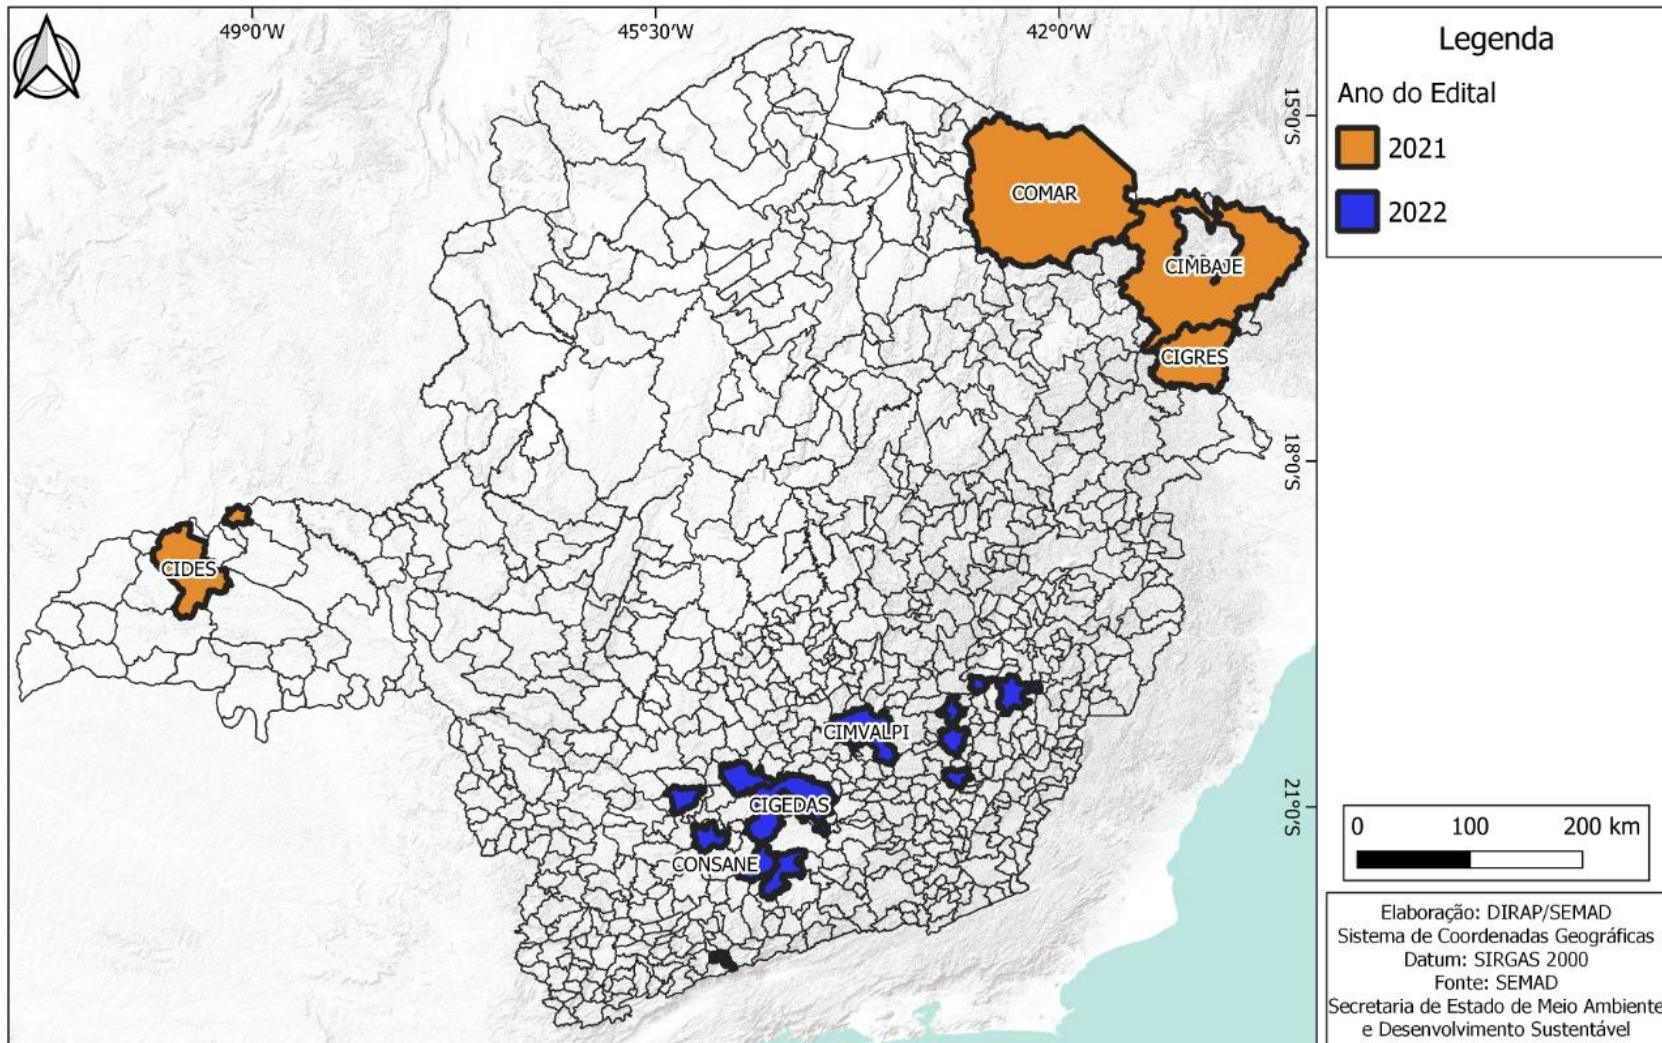 49°0'W
45°30'W
42°0'W
Legenda
Ano do Edital
2021
2022
15°0'S
COMAR
CIMBAJE
CIGRES
18°0'S
CIDES
CIMVALPI
CIGEDAS
21°0'S
CONSANE
0 100 200 km
Elaboração: DIRAP/SEMAD
Sistema de Coordenadas Geográficas
Datum: SIRGAS 2000
Fonte: SEMAD
Secretaria de Estado de Meio Ambiente
e Desenvolvimento Sustentável